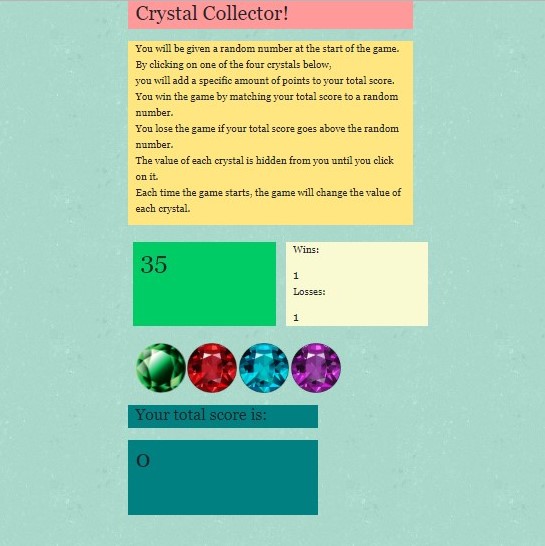 Crystal Collector!
You will be given a random number at the start of the game.
By clicking on one of the four crystals below,
you will add a specific amount of points to your total score.
You win the game by matching your total score to a random
number.
You lose the game if your total score goes above the random
number.
The value of each crystal is hidden from you until you click
on it.
Each time the game starts, the game will change the value of
each crystal.
35
Wins:
1
Losses:
1
Your total score is:
0